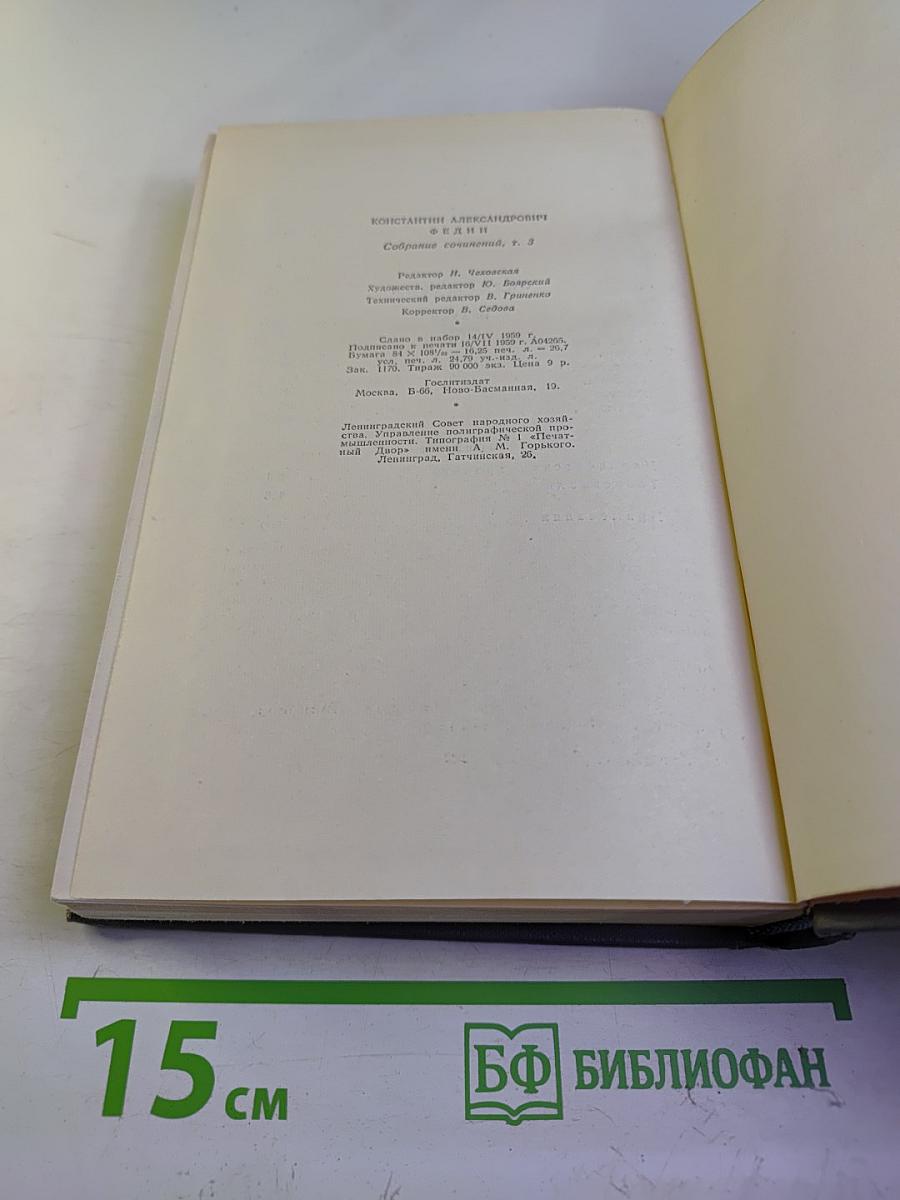 КОНСТАНТИН АЛЕКСАНДРОВИЧ
ФЕДИН
Собрание сочинений, т. 3
Редактор И. Чеховская
Художеств. редактор Ю. Боярский
Технический редактор В. Гриненко
Корректор В. Седова
*
Сдано в набор 14/IV 1959 г.
Подписано к печати 16/VII 1959 г. А04265.
Бумага 84 × 108¹/₃₂ — 16,25 печ. л. = 26,7
усл. печ. л. 24,79 уч.-изд. л.
Зак. 1170. Тираж 90 000 экз. Цена 9 р.
Гослитиздат
Москва, Б-66, Ново-Басманная, 19.
*
Ленинградский Совет народного хозяй-
ства. Управление полиграфической про-
мышленности. Типография № 1 «Печат-
ный Двор» имени А. М. Горького.
Ленинград, Гатчинская, 26.
15 см
БФ БИБЛИОФАН